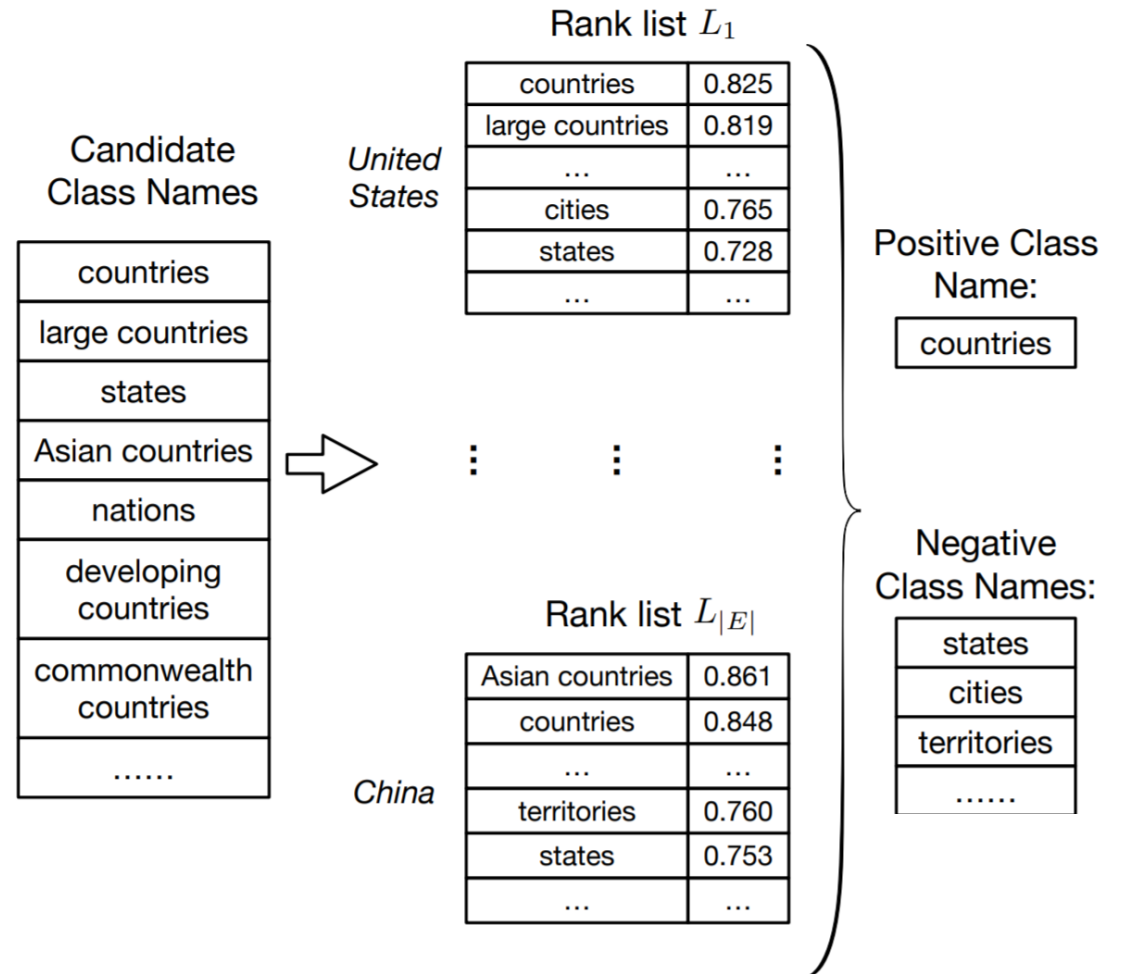 Candidate
Class Names
countries
large countries
states
Asian countries
nations
developing
countries
commonwealth
countries
......
Rank list L1
United
States
countries 0.825
large countries 0.819
... ...
cities 0.765
states 0.728
... ...
⋮ ⋮ ⋮
Rank list L|E|
China
Asian countries 0.861
countries 0.848
... ...
territories 0.760
states 0.753
... ...
Positive Class
Name:
countries
Negative
Class Names:
states
cities
territories
......